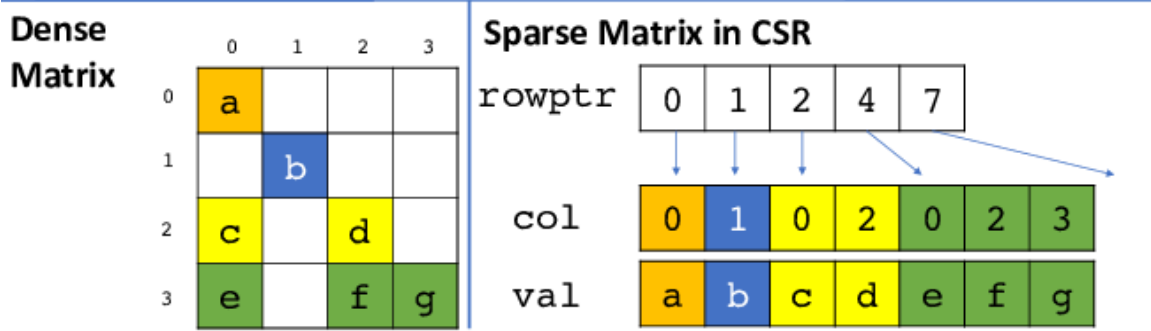 Dense
Matrix
0 1 2 3
0 a
1 b
2 c d
3 e f g
Sparse Matrix in CSR
rowptr 0 1 2 4 7
col 0 1 0 2 0 2 3
val a b c d e f g